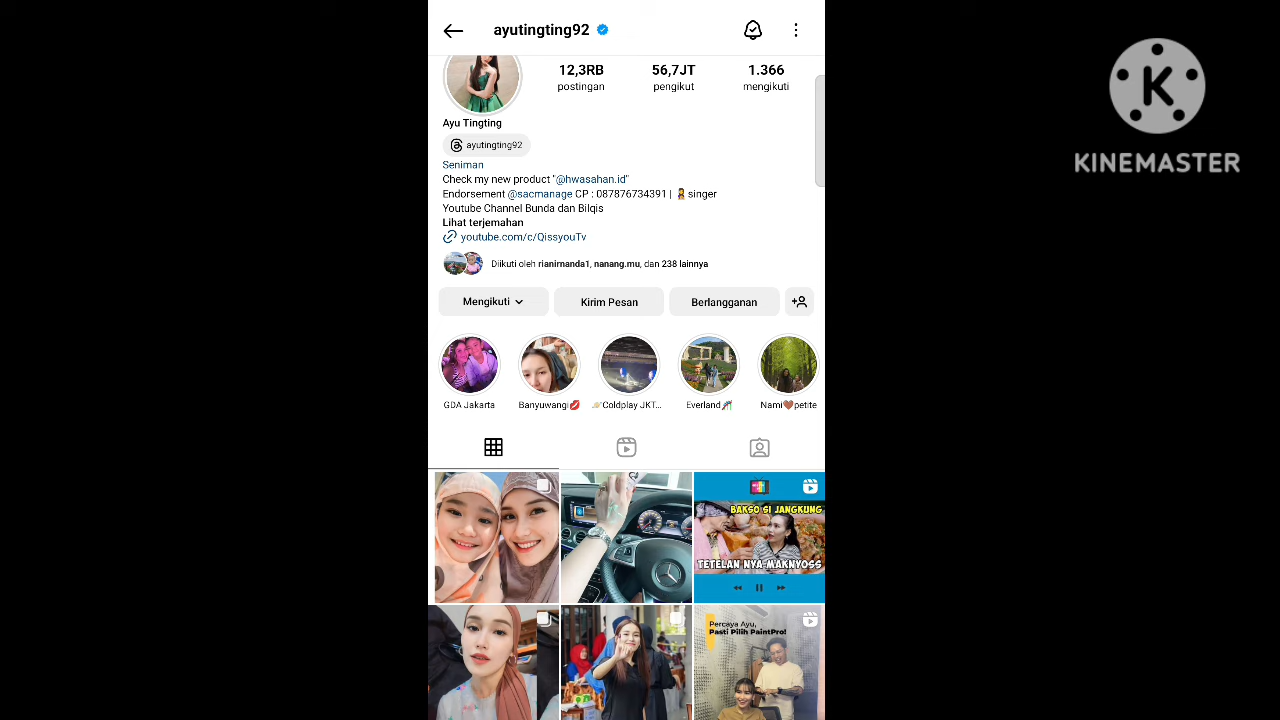 ayutingting92
12,3RB 56,7JT 1.366
postingan pengikut mengikuti
Ayu Tingting
ayutingting92
Seniman
Check my new product "@hwasahan.id"
Endorsement @sacmanage CP : 087876734391 | 👩‍🎤singer
Youtube Channel Bunda dan Bilqis
Lihat terjemahan
youtube.com/c/QissyouTv
Diikuti oleh rianirnanda1, nanang.mu, dan 238 lainnya
Mengikuti Kirim Pesan Berlangganan
GDA Jakarta Banyuwangi💋 🪐Coldplay JKT... Everland🎢 Nami🤎petite
BAKSO SI JANGKUNG
TETELAN NYA MAKNYOSS
Percaya Ayu,
Pasti Pilih PaintPro!
K
KINEMASTER